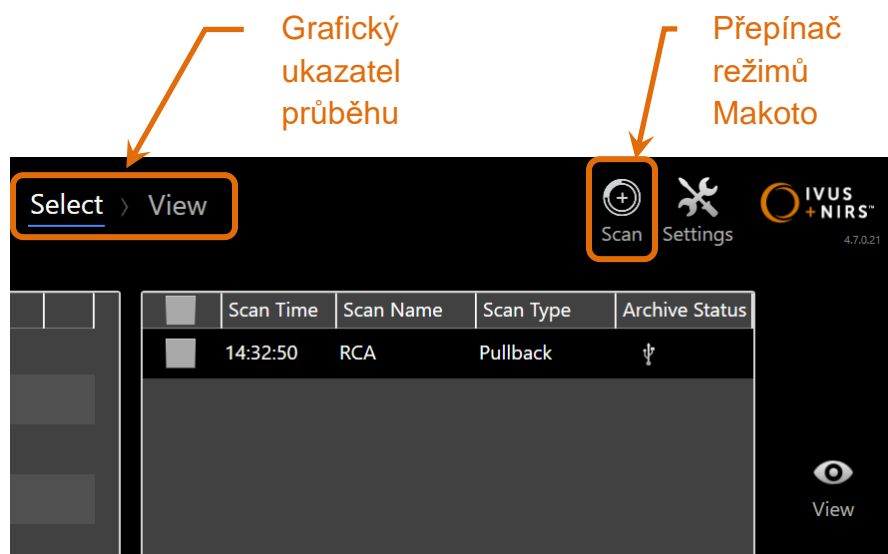 Grafický
ukazatel
průběhu
Přepínač
režimů
Makoto
Select > View
Scan
Settings
IVUS
+NIRS™
4.7.0.21
Scan Time Scan Name Scan Type Archive Status
14:32:50 RCA Pullback
View